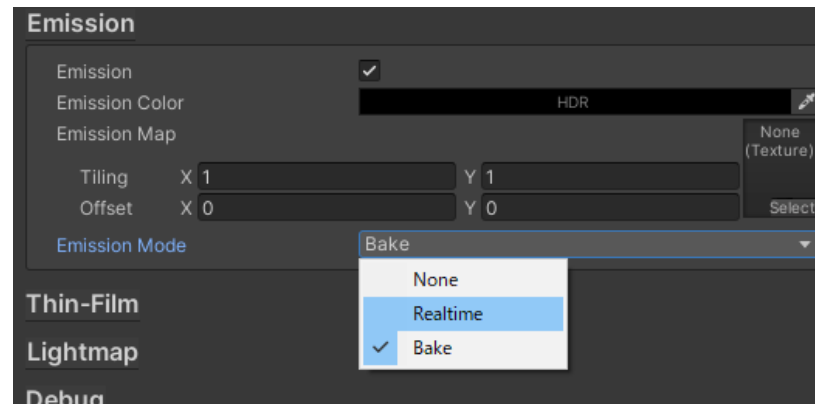 Emission
Emission
Emission Color HDR
Emission Map None
(Texture)
Tiling X 1 Y 1
Offset X 0 Y 0 Select
Emission Mode Bake
None
Thin-Film Realtime
Lightmap Bake
Debug